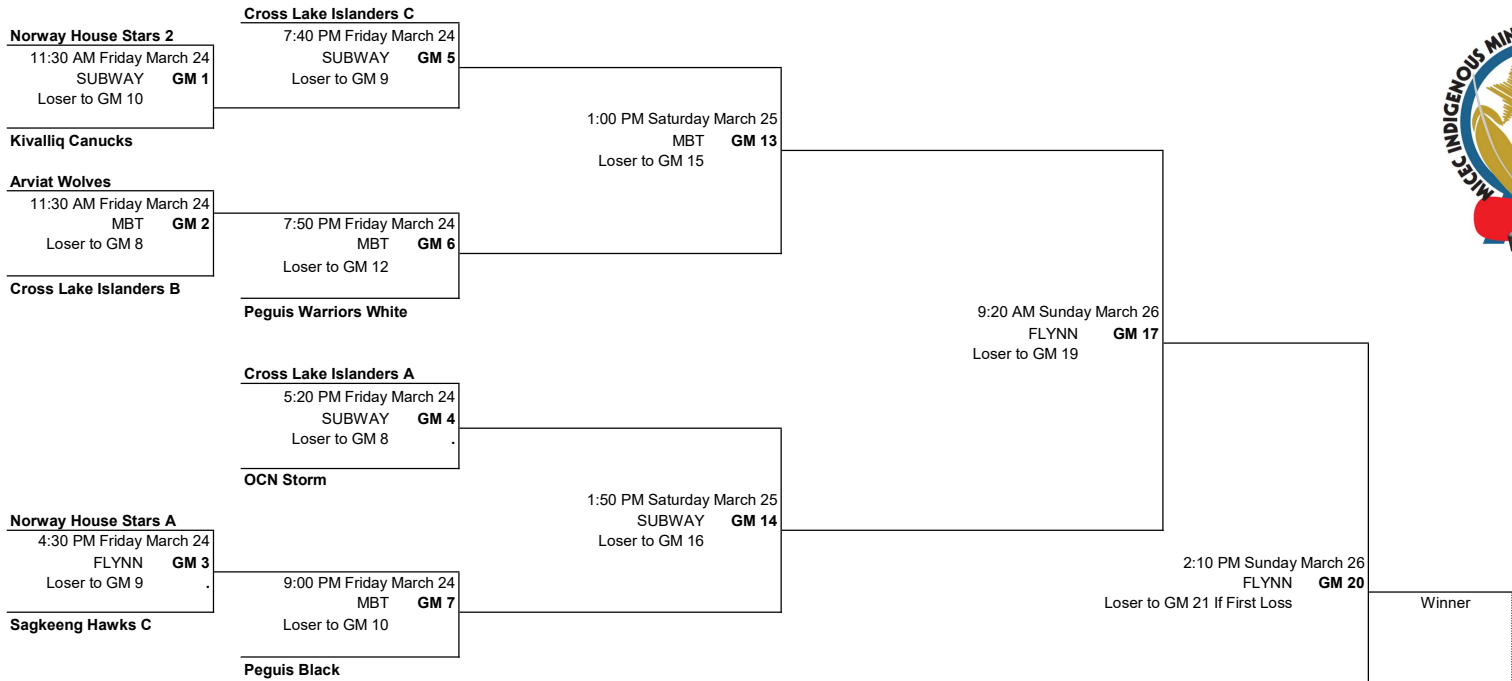 Cross Lake Islanders C
Norway House Stars 2
7:40 PM Friday March 24
11:30 AM Friday March 24
SUBWAY GM 5
SUBWAY GM 1
Loser to GM 9
Loser to GM 10
Kivalliq Canucks
1:00 PM Saturday March 25
MBT GM 13
Loser to GM 15
Arviat Wolves
11:30 AM Friday March 24
MBT GM 2
7:50 PM Friday March 24
Loser to GM 8
MBT GM 6
Loser to GM 12
Cross Lake Islanders B
Peguis Warriors White
9:20 AM Sunday March 26
FLYNN GM 17
Loser to GM 19
Cross Lake Islanders A
5:20 PM Friday March 24
SUBWAY GM 4
Loser to GM 8 .
OCN Storm
1:50 PM Saturday March 25
SUBWAY GM 14
Loser to GM 16
Norway House Stars A
4:30 PM Friday March 24
FLYNN GM 3
Loser to GM 9 .
9:00 PM Friday March 24
MBT GM 7
Loser to GM 10
Sagkeeng Hawks C
Peguis Black
2:10 PM Sunday March 26
FLYNN GM 20
Loser to GM 21 If First Loss
Winner
MICEC INDIGENOUS